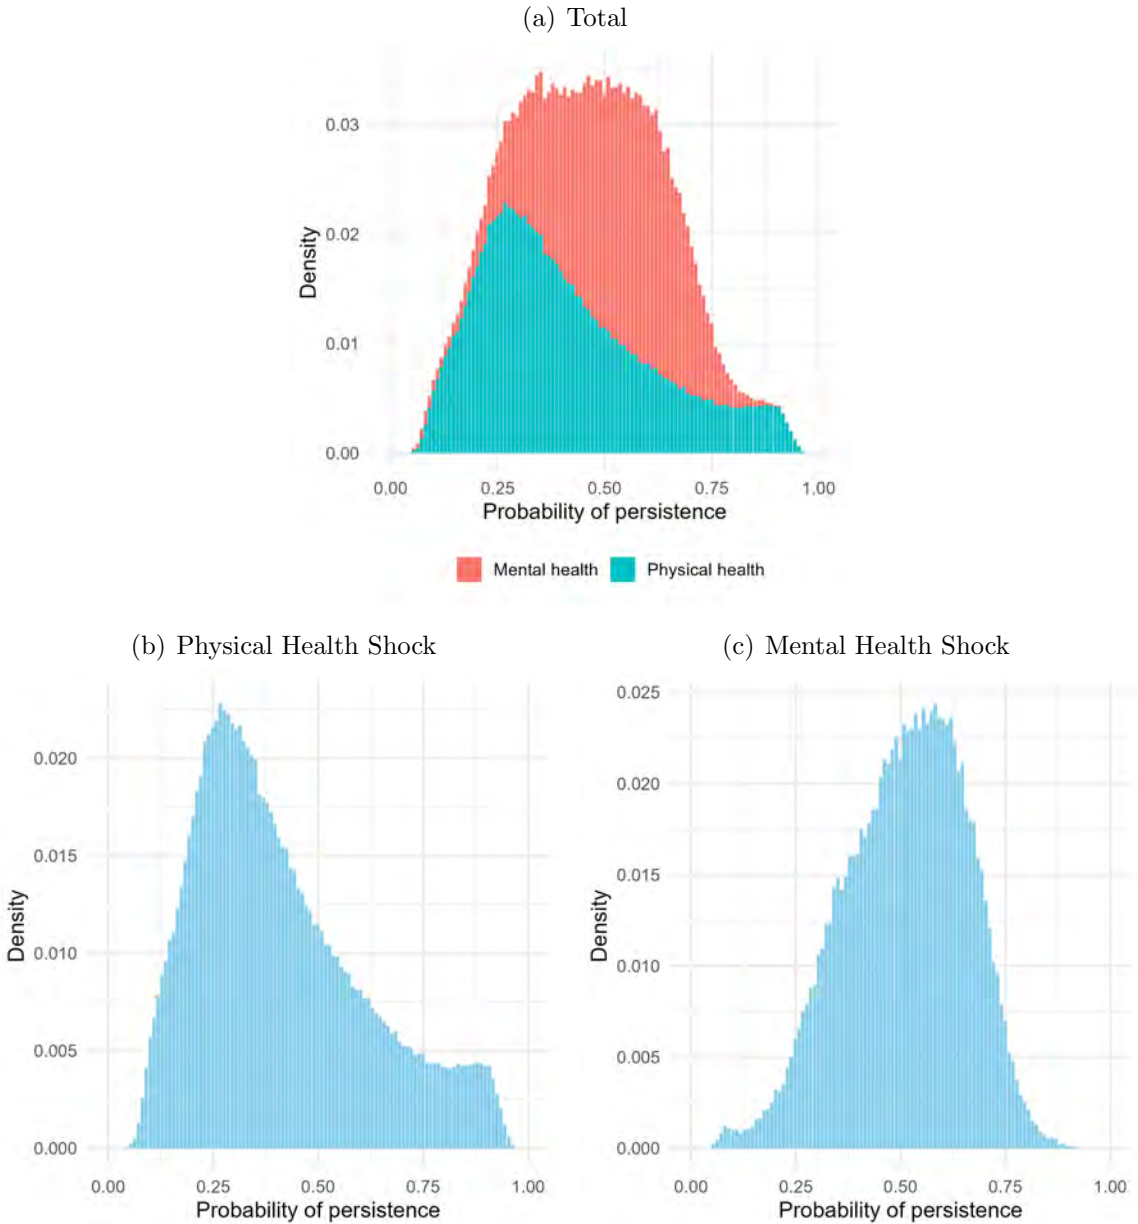 (a) Total
Density
0.03
0.02
0.01
0.00
0.00 0.25 0.50 0.75 1.00
Probability of persistence
Mental health Physical health
(b) Physical Health Shock
Density
0.020
0.015
0.010
0.005
0.000
0.00 0.25 0.50 0.75 1.00
Probability of persistence
(c) Mental Health Shock
Density
0.025
0.020
0.015
0.010
0.005
0.000
0.00 0.25 0.50 0.75 1.00
Probability of persistence